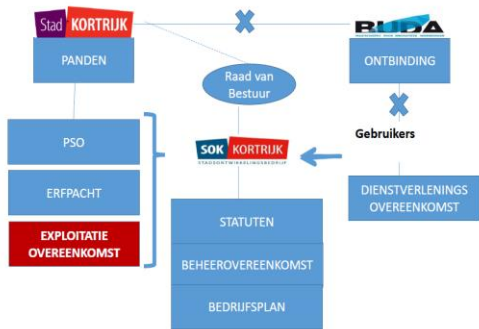 Stad KORTRIJK
BUDA
PANDEN
ONTBINDING
Raad van
Bestuur
Gebruikers
PSO
SOK KORTRIJK
STADSONTWIKKELINGSBEDRIJF
ERFPACHT
DIENSTVERLENINGS
OVEREENKOMST
EXPLOITATIE
OVEREENKOMST
STATUTEN
BEHEEROVEREENKOMST
BEDRIJFSPLAN